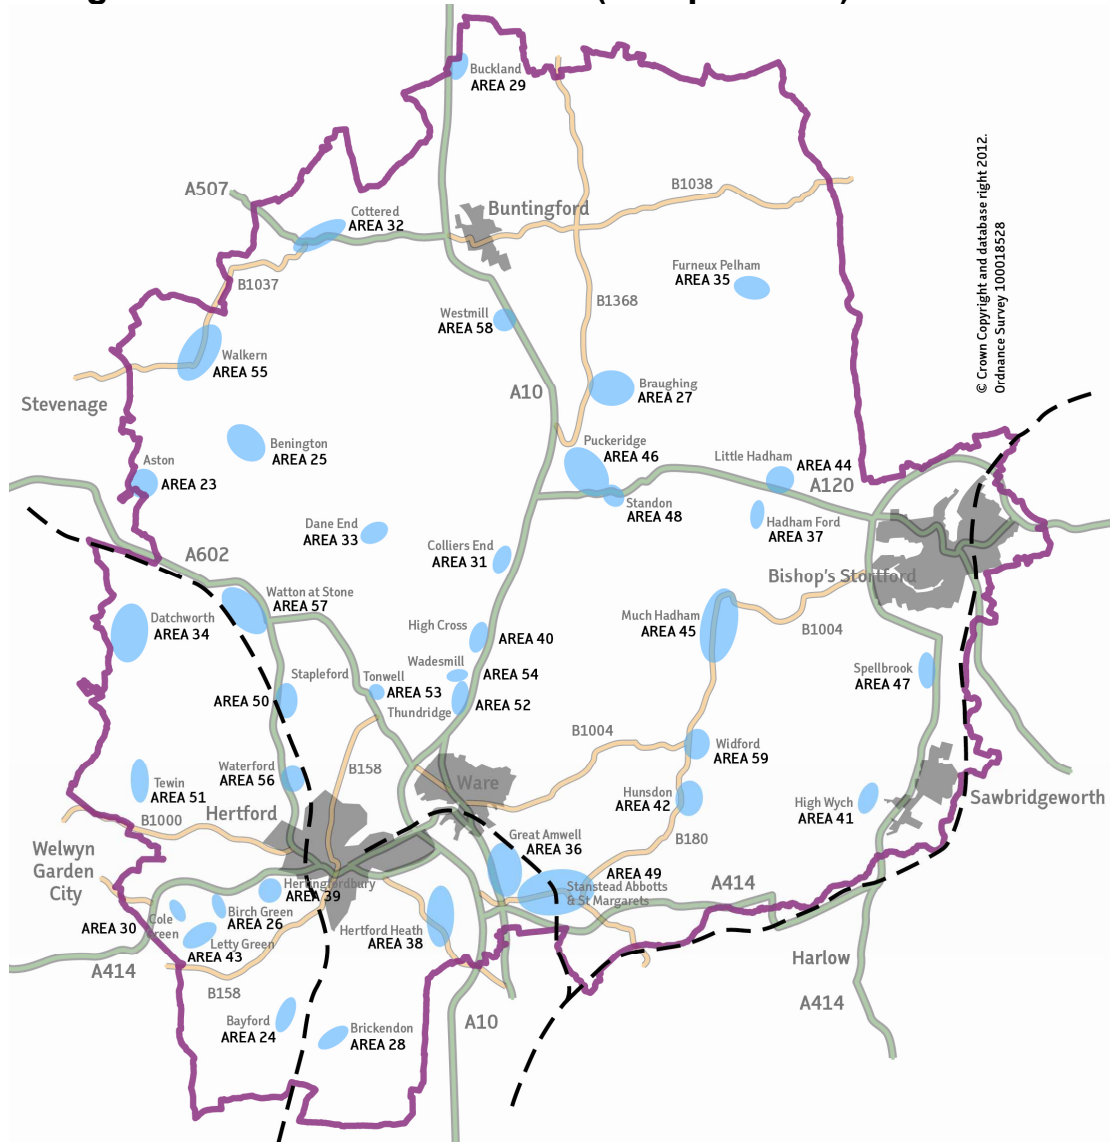 Buckland
AREA 29
© Crown Copyright and database right 2012.
Ordnance Survey 100018528
A507
B1038
Cottered
AREA 32
Buntingford
Furneux Pelham
AREA 35
B1037
B1368
Westmill
AREA 58
Walkern
AREA 55
Braughing
AREA 27
A10
Stevenage
Puckeridge
AREA 46
Benington
AREA 25
Little Hadham
AREA 44
A120
Aston
AREA 23
Standon
AREA 48
Hadham Ford
AREA 37
Dane End
AREA 33
Colliers End
AREA 31
A602
Bishop's Stortford
Watton at Stone
AREA 57
Datchworth
AREA 34
Much Hadham
AREA 45
B1004
High Cross
AREA 40
Wadesmill
AREA 54
Spellbrook
AREA 47
Stapleford
AREA 50
Tonwell
AREA 53
Thundridge
AREA 52
B1004
Widford
AREA 59
Waterford
AREA 56
B158
Ware
Tewin
AREA 51
Hunsdon
AREA 42
High Wych
AREA 41
Sawbridgeworth
Hertford
B1000
Great Amwell
AREA 36
B180
Welwyn
Garden
City
AREA 49
Stanstead Abbotts
& St Margarets
A414
Hertingfordbury
AREA 39
Birch Green
AREA 26
Cole
Green
AREA 30
Letty Green
AREA 43
Hertford Heath
AREA 38
A414
B158
Harlow
A414
Bayford
AREA 24
Brickendon
AREA 28
A10